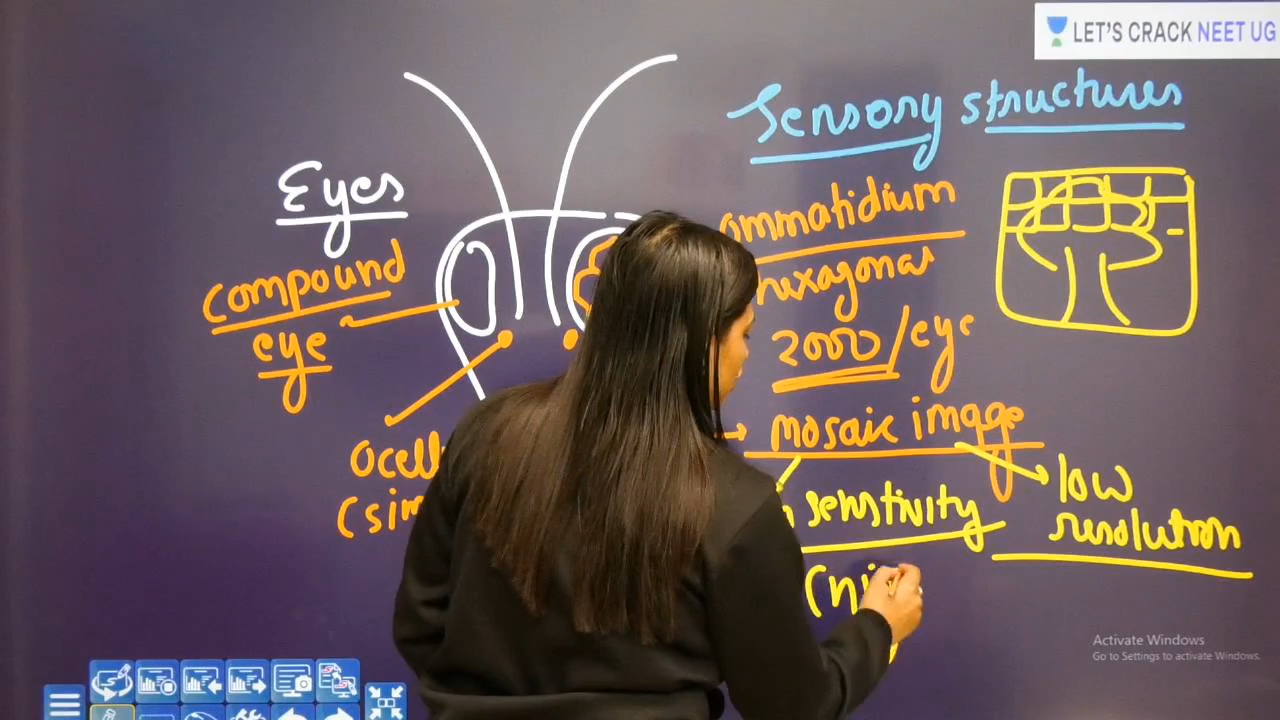 LET'S CRACK NEET UG
Sensory structures
Eyes
compound
eye
ommatidium
hexagonal
2000/eye
mosaic image
low
resolution
senstivity
Activate Windows
Go to Settings to activate Windows.